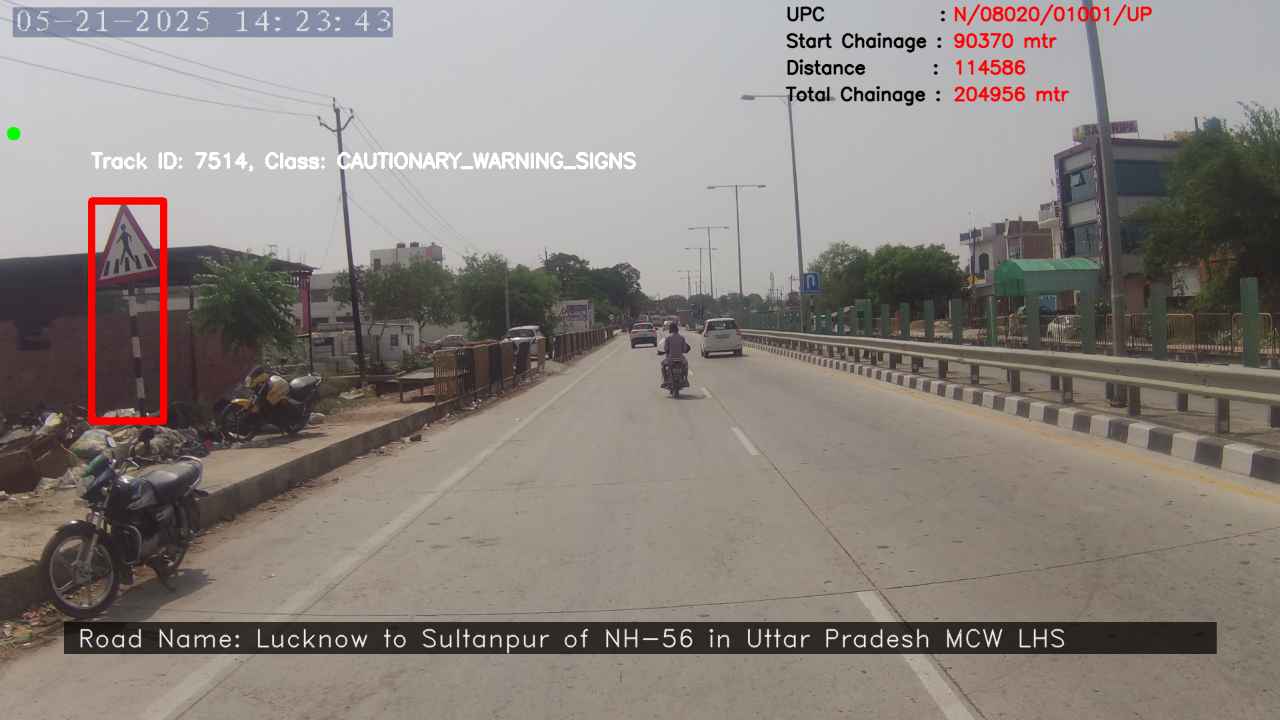 05-21-2025 14:23:43
UPC : N/08020/01001/UP
Start Chainage : 90370 mtr
Distance : 114586
Total Chainage : 204956 mtr
Track ID: 7514, Class: CAUTIONARY_WARNING_SIGNS
Road Name: Lucknow to Sultanpur of NH-56 in Uttar Pradesh MCW LHS